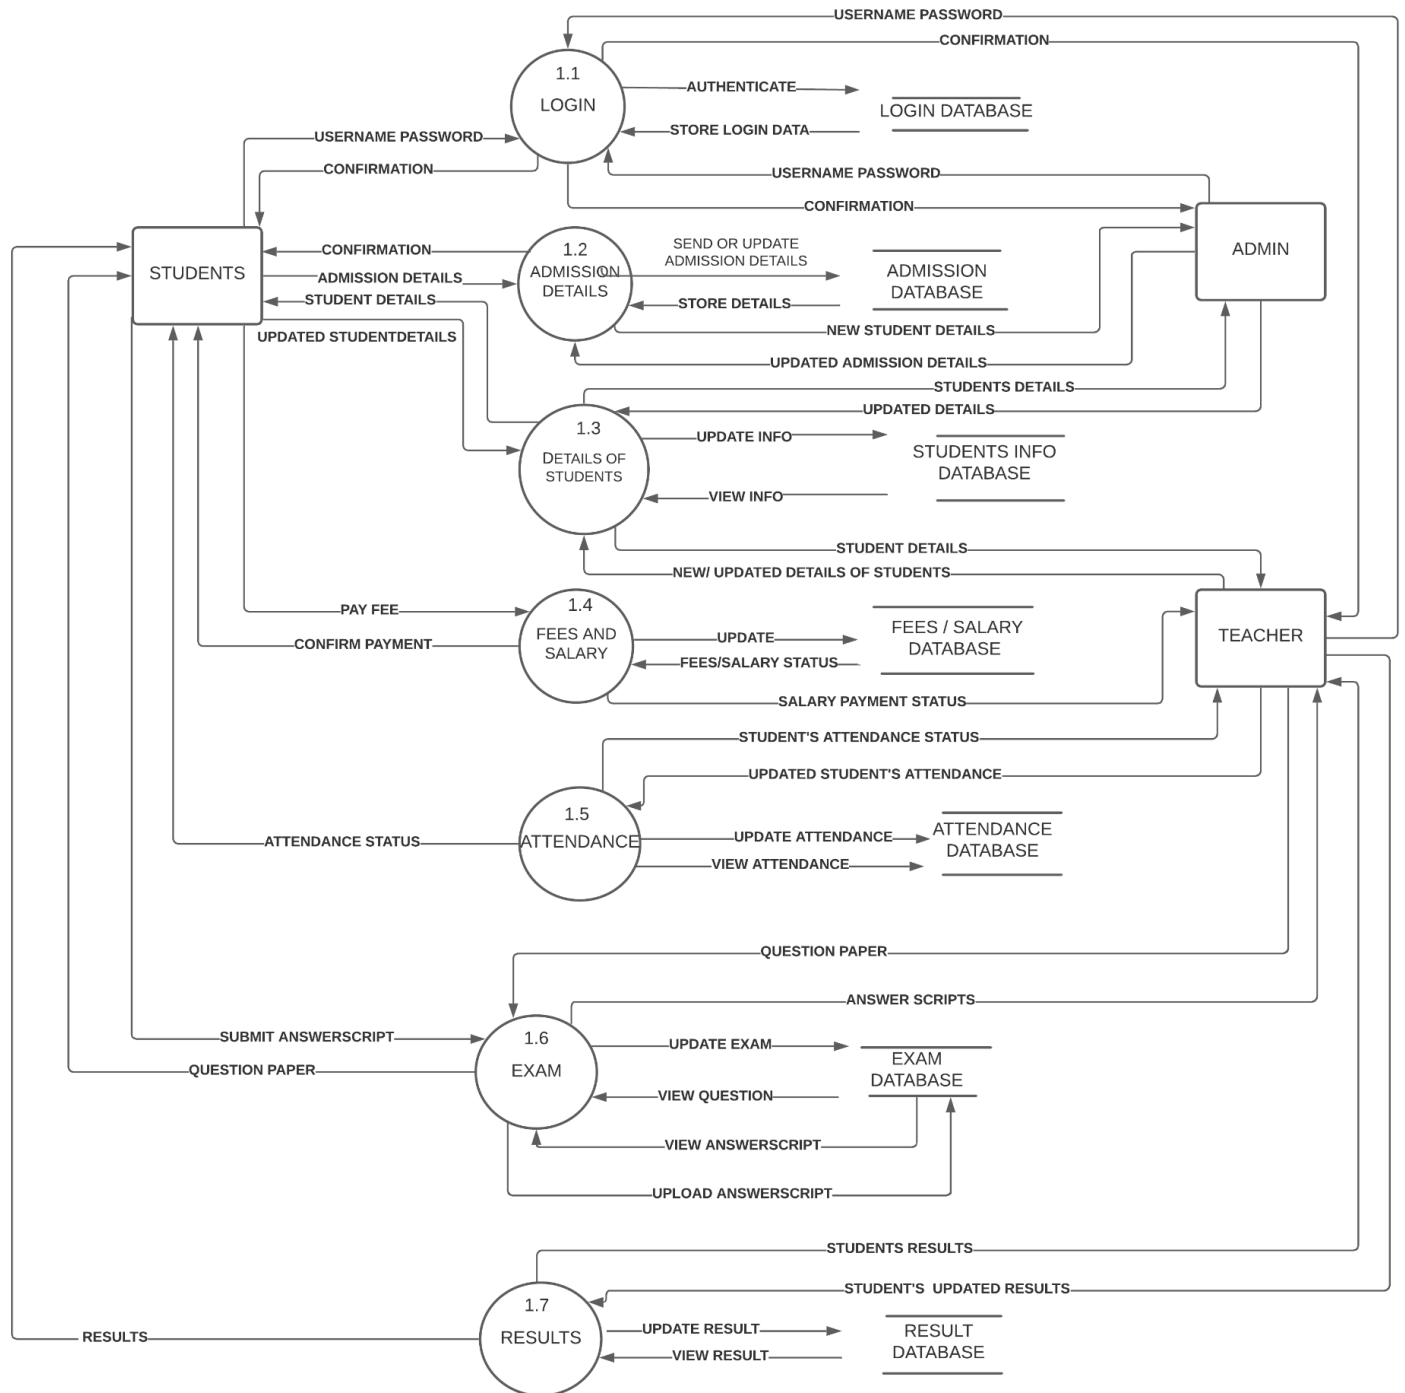 USERNAME PASSWORD
CONFIRMATION
1.1
LOGIN
AUTHENTICATE
LOGIN DATABASE
STORE LOGIN DATA
USERNAME PASSWORD
CONFIRMATION
USERNAME PASSWORD
CONFIRMATION
STUDENTS
ADMIN
CONFIRMATION
ADMISSION DETAILS
STUDENT DETAILS
UPDATED STUDENTDETAILS
1.2
ADMISSION
DETAILS
SEND OR UPDATE
ADMISSION DETAILS
STORE DETAILS
ADMISSION
DATABASE
NEW STUDENT DETAILS
UPDATED ADMISSION DETAILS
STUDENTS DETAILS
UPDATED DETAILS
1.3
DETAILS OF
STUDENTS
UPDATE INFO
VIEW INFO
STUDENTS INFO
DATABASE
STUDENT DETAILS
NEW/ UPDATED DETAILS OF STUDENTS
PAY FEE
CONFIRM PAYMENT
1.4
FEES AND
SALARY
UPDATE
FEES/SALARY STATUS
FEES / SALARY
DATABASE
TEACHER
SALARY PAYMENT STATUS
STUDENT'S ATTENDANCE STATUS
UPDATED STUDENT'S ATTENDANCE
1.5
ATTENDANCE
ATTENDANCE STATUS
UPDATE ATTENDANCE
VIEW ATTENDANCE
ATTENDANCE
DATABASE
QUESTION PAPER
ANSWER SCRIPTS
SUBMIT ANSWERSCRIPT
QUESTION PAPER
1.6
EXAM
UPDATE EXAM
VIEW QUESTION
EXAM
DATABASE
VIEW ANSWERSCRIPT
UPLOAD ANSWERSCRIPT
STUDENTS RESULTS
STUDENT'S  UPDATED RESULTS
1.7
RESULTS
RESULTS
UPDATE RESULT
VIEW RESULT
RESULT
DATABASE